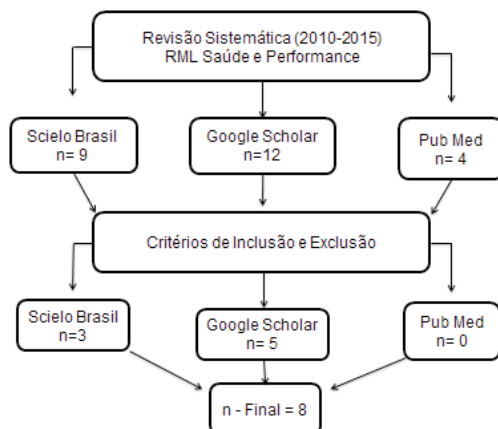 Revisão Sistemática (2010-2015)
RML Saúde e Performance
Scielo Brasil
n= 9
Google Scholar
n=12
Pub Med
n= 4
Critérios de Inclusão e Exclusão
Scielo Brasil
n=3
Google Scholar
n= 5
Pub Med
n= 0
n - Final = 8